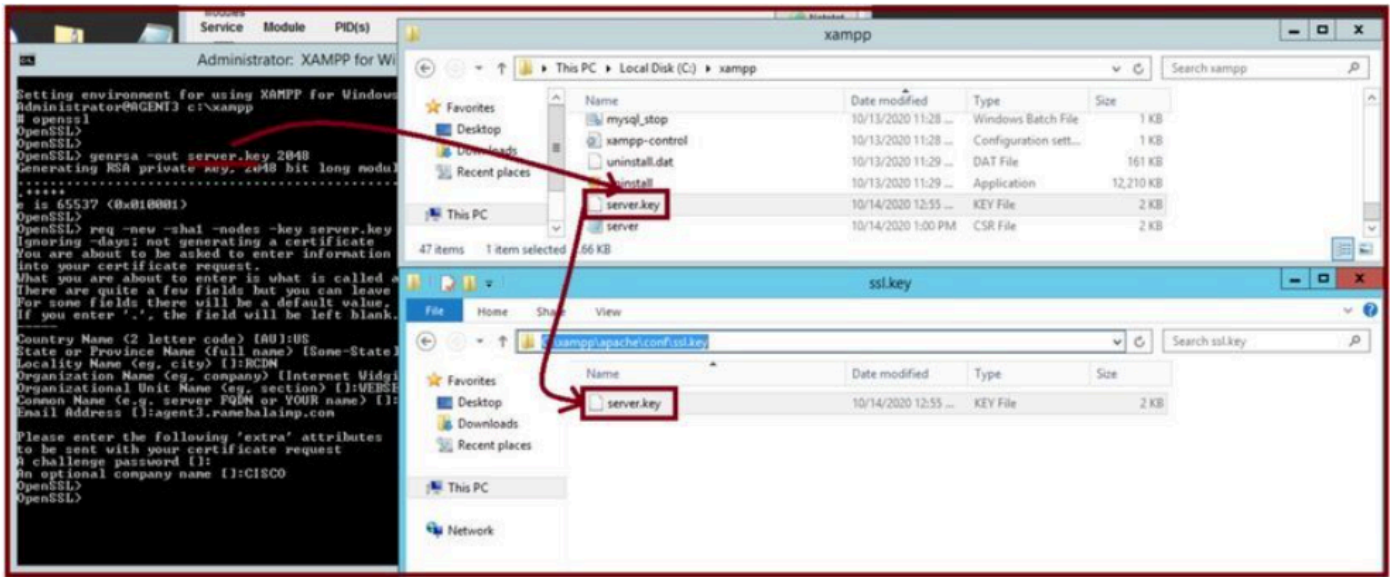 Modules
Service Module PID(s)
Administrator: XAMPP for Wi
Setting environment for using XAMPP for Windows
Administrator@AGENT3 c:\xampp
# openssl
OpenSSL>
OpenSSL>
OpenSSL> genrsa -out server.key 2048
Generating RSA private key, 2048 bit long modul
e is 65537 (0x010001)
OpenSSL>
OpenSSL> req -new -sha1 -nodes -key server.key
Ignoring -days; not generating a certificate
You are about to be asked to enter information
into your certificate request.
What you are about to enter is what is called a
There are quite a few fields but you can leave
For some fields there will be a default value,
If you enter '.', the field will be left blank.
-----
Country Name (2 letter code) [AU]:US
State or Province Name (full name) [Some-State]
Locality Name (eg, city) []:RCDN
Organization Name (eg, company) [Internet Widgi
Organizational Unit Name (eg, section) []:WEBSE
Common Name (e.g. server FQDN or YOUR name) []:
Email Address []:agent3.ramebalaimp.com
Please enter the following 'extra' attributes
to be sent with your certificate request
A challenge password []:
An optional company name []:CISCO
OpenSSL>
OpenSSL>
xampp
This PC Local Disk (C:) xampp
Search xampp
Favorites
Desktop
Downloads
Recent places
This PC
Name Date modified Type Size
mysql_stop 10/13/2020 11:28 ... Windows Batch File 1 KB
xampp-control 10/13/2020 11:28 ... Configuration sett... 1 KB
uninstall.dat 10/13/2020 11:29 ... DAT File 161 KB
uninstall 10/13/2020 11:29 ... Application 12,210 KB
server.key 10/14/2020 12:55 ... KEY File 2 KB
server 10/14/2020 1:00 PM CSR File 2 KB
47 items 1 item selected .66 KB
ssl.key
File Home Share View
C:\xampp\apache\conf\ssl.key
Search ssl.key
Favorites
Desktop
Downloads
Recent places
This PC
Network
Name Date modified Type Size
server.key 10/14/2020 12:55 ... KEY File 2 KB